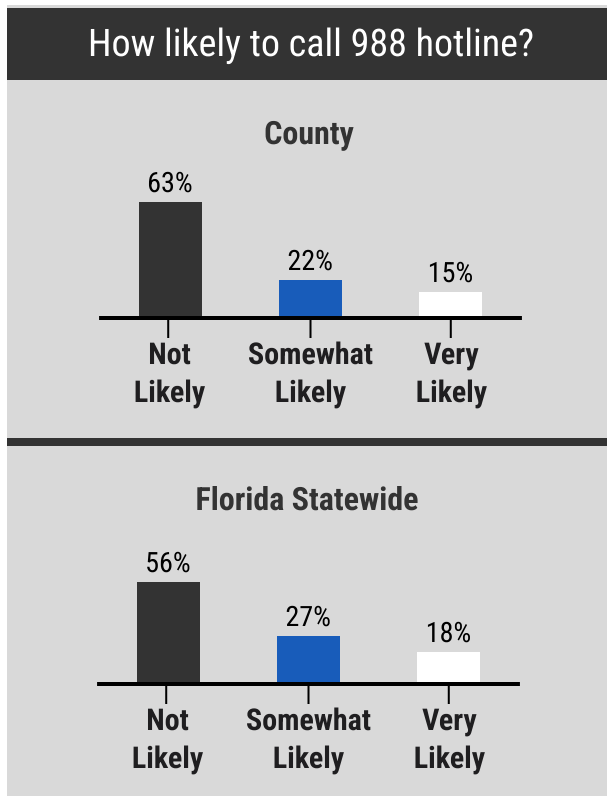 How likely to call 988 hotline?
County
63%
22%
15%
Not Likely
Somewhat Likely
Very Likely
Florida Statewide
56%
27%
18%
Not Likely
Somewhat Likely
Very Likely